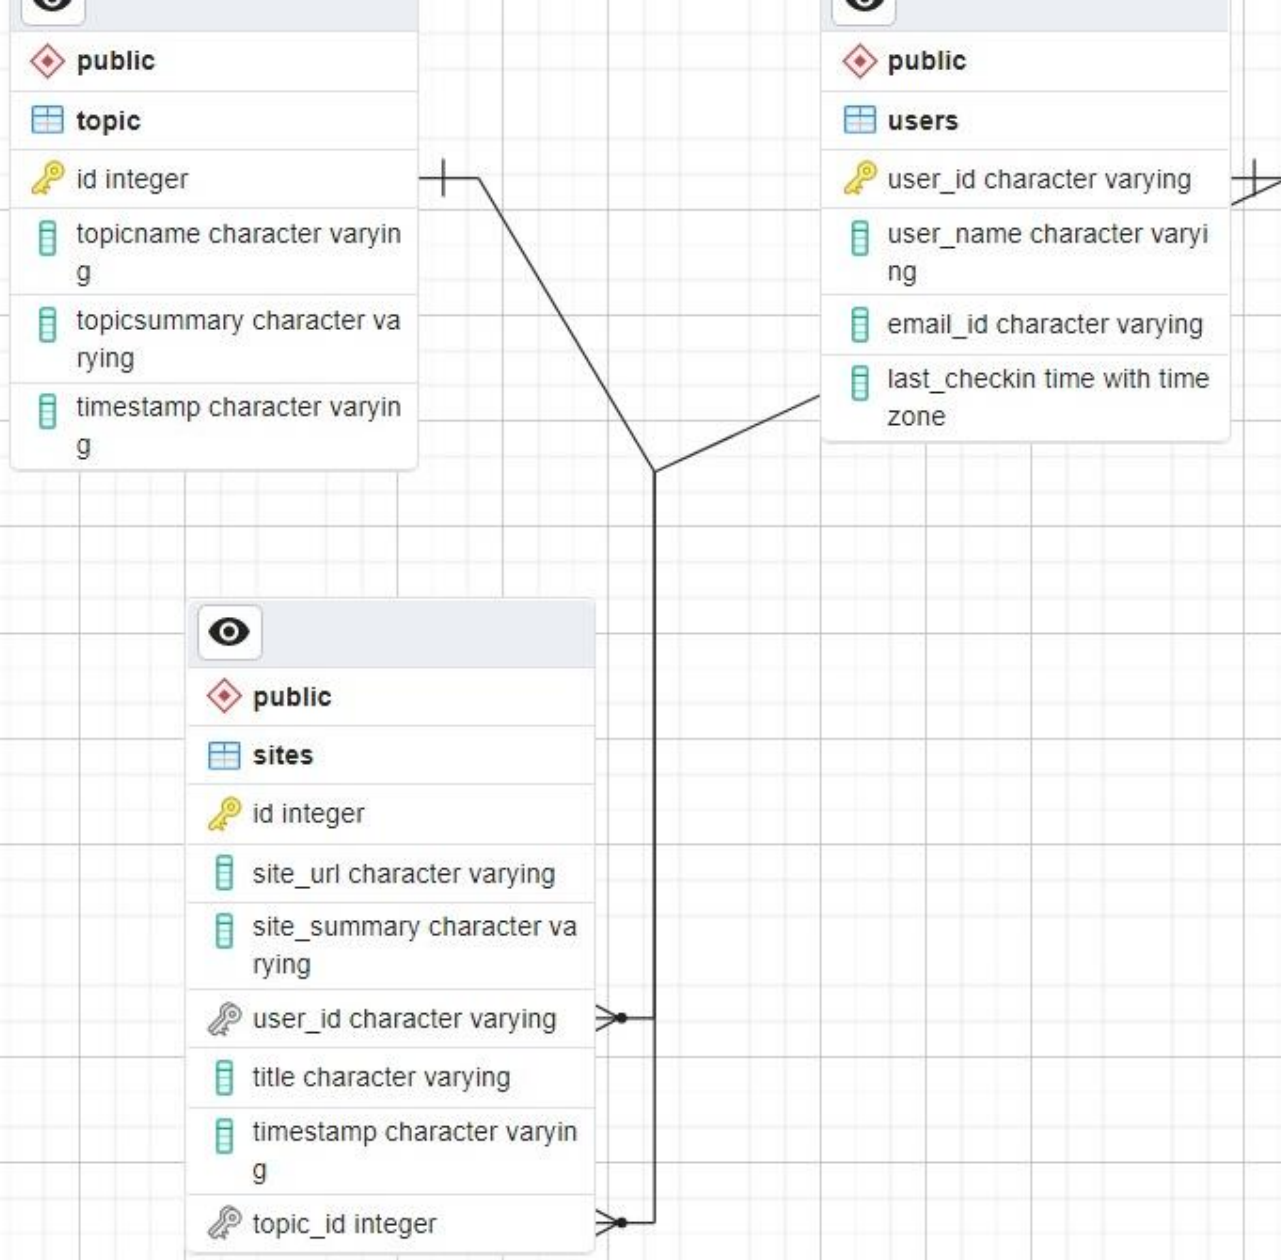 public
topic
id integer
topicname character varyin
g
topicsummary character va
rying
timestamp character varyin
g
public
users
user_id character varying
user_name character varyi
ng
email_id character varying
last_checkin time with time
zone
public
sites
id integer
site_url character varying
site_summary character va
rying
user_id character varying
title character varying
timestamp character varyin
g
topic_id integer